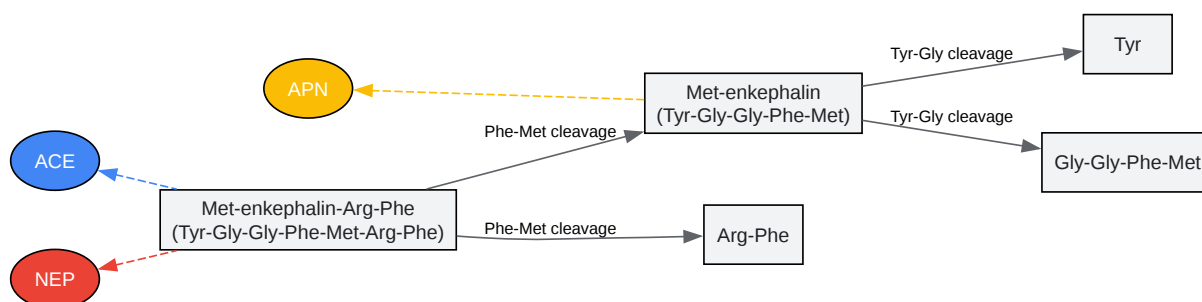 Tyr
Tyr-Gly cleavage
APN
Met-enkephalin
(Tyr-Gly-Gly-Phe-Met)
Tyr-Gly cleavage
Phe-Met cleavage
ACE
Gly-Gly-Phe-Met
Met-enkephalin-Arg-Phe
(Tyr-Gly-Gly-Phe-Met-Arg-Phe)
Phe-Met cleavage
Arg-Phe
NEP